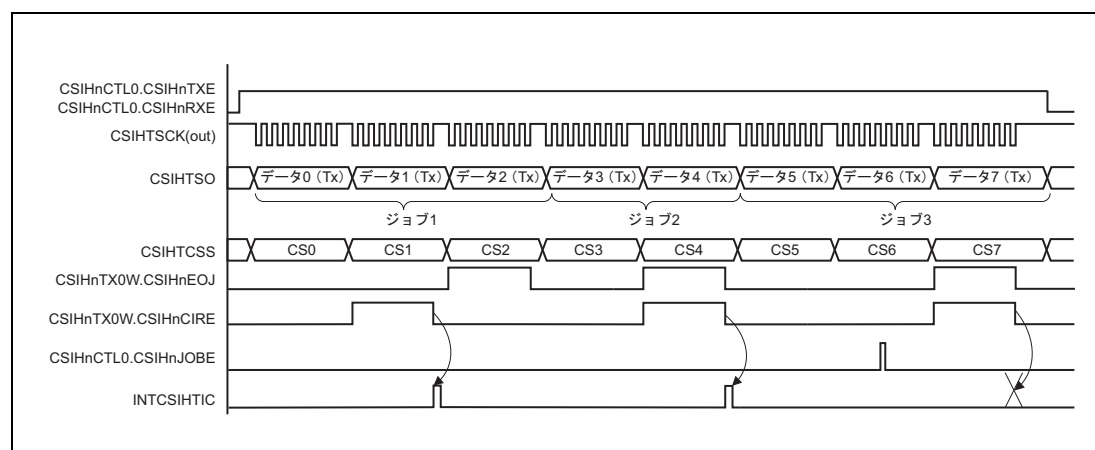 CSIHnCTL0.CSIHnTXE
CSIHnCTL0.CSIHnRXE
CSIHTSCK(out)
CSIHTSO
データ0（Tx） データ1（Tx） データ2（Tx） データ3（Tx） データ4（Tx） データ5（Tx） データ6（Tx） データ7（Tx）
ジョブ1 ジョブ2 ジョブ3
CSIHTCSS
CS0 CS1 CS2 CS3 CS4 CS5 CS6 CS7
CSIHnTX0W.CSIHnEOJ
CSIHnTX0W.CSIHnCIRE
CSIHnCTL0.CSIHnJOBE
INTCSIHTIC